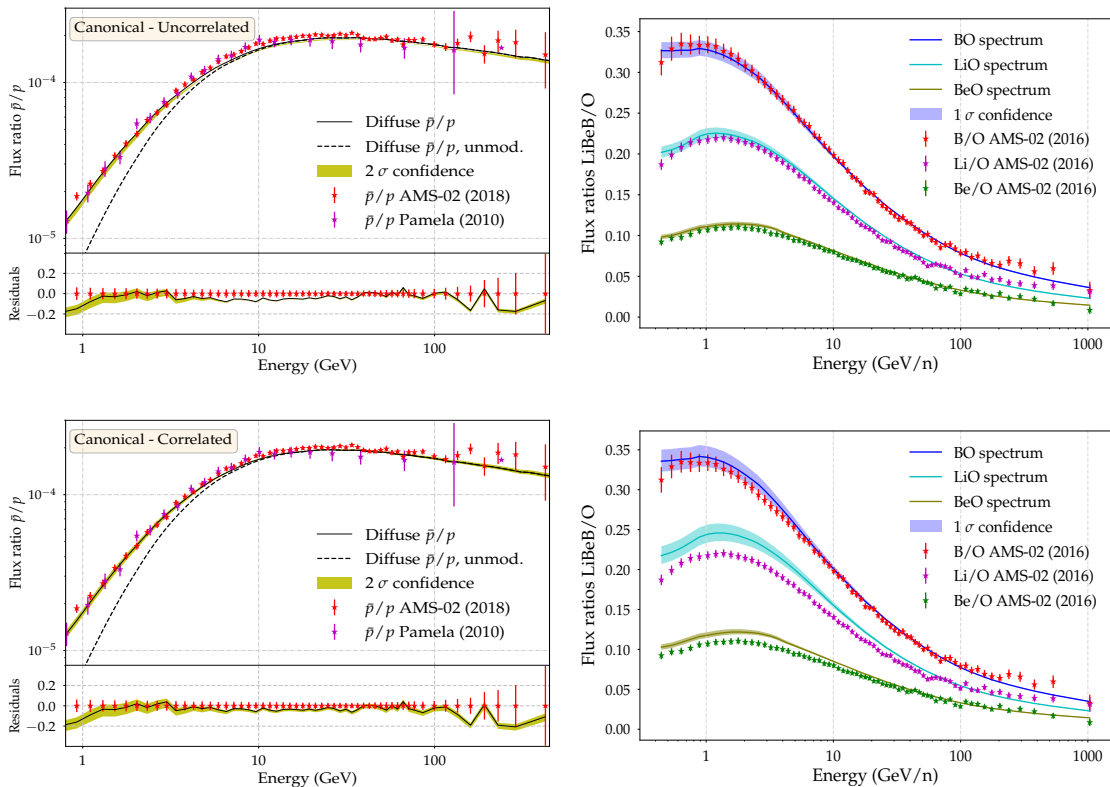 Canonical - Uncorrelated
Flux ratio p̄/p
10⁻⁴
10⁻⁵
Diffuse p̄/p
Diffuse p̄/p, unmod.
2 σ confidence
p̄/p AMS-02 (2018)
p̄/p Pamela (2010)
Residuals
0.2
0.0
−0.2
1
10
100
Energy (GeV)
Flux ratios LiBeB/O
0.35
0.30
0.25
0.20
0.15
0.10
0.05
0.00
BO spectrum
LiO spectrum
BeO spectrum
1 σ confidence
B/O AMS-02 (2016)
Li/O AMS-02 (2016)
Be/O AMS-02 (2016)
1
10
100
1000
Energy (GeV/n)
Canonical - Correlated
Flux ratio p̄/p
10⁻⁴
10⁻⁵
Diffuse p̄/p
Diffuse p̄/p, unmod.
2 σ confidence
p̄/p AMS-02 (2018)
p̄/p Pamela (2010)
Residuals
0.2
0.0
−0.2
1
10
100
Energy (GeV)
Flux ratios LiBeB/O
0.35
0.30
0.25
0.20
0.15
0.10
0.05
0.00
BO spectrum
LiO spectrum
BeO spectrum
1 σ confidence
B/O AMS-02 (2016)
Li/O AMS-02 (2016)
Be/O AMS-02 (2016)
1
10
100
1000
Energy (GeV/n)